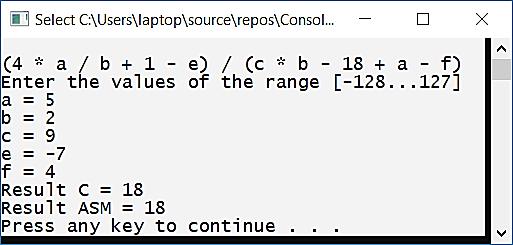 Select C:\Users\laptop\source\repos\Consol...
(4 * a / b + 1 - e) / (c * b - 18 + a - f)
Enter the values of the range [-128...127]
a = 5
b = 2
c = 9
e = -7
f = 4
Result C = 18
Result ASM = 18
Press any key to continue . . .